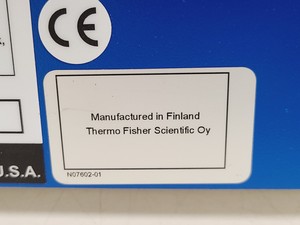 CE
Manufactured in Finland
Thermo Fisher Scientific Oy
N07602-01
U.S.A.